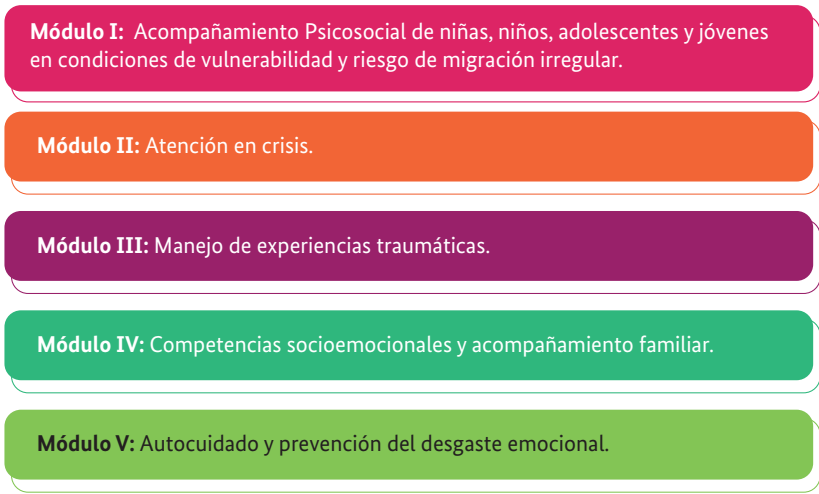 Módulo I: Acompañamiento Psicosocial de niñas, niños, adolescentes y jóvenes
en condiciones de vulnerabilidad y riesgo de migración irregular.
Módulo II: Atención en crisis.
Módulo III: Manejo de experiencias traumáticas.
Módulo IV: Competencias socioemocionales y acompañamiento familiar.
Módulo V: Autocuidado y prevención del desgaste emocional.